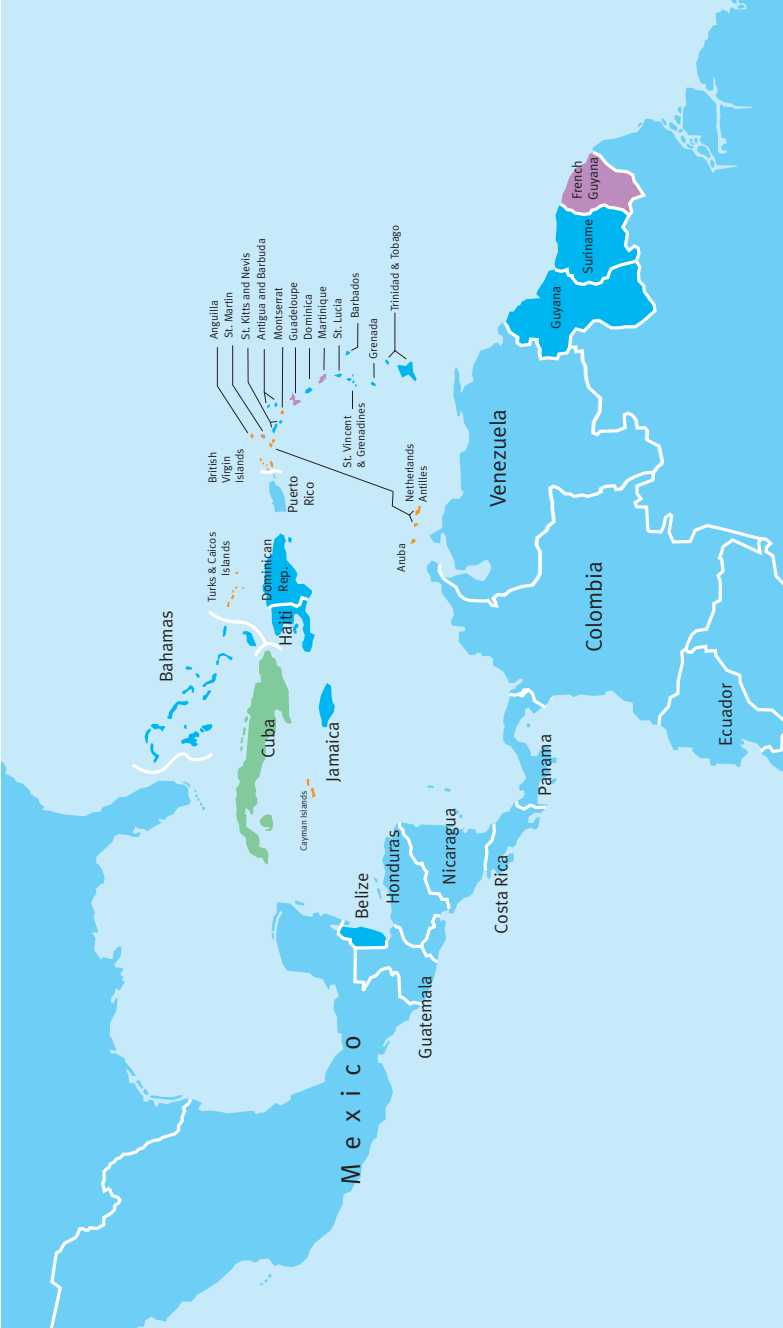 Bahamas
Turks & Caicos
Islands
Cuba
Cayman Islands
Jamaica
Haiti
Dominican
Rep.
Puerto
Rico
British
Virgin
Islands
Anguilla
St. Martin
St. Kitts and Nevis
Antigua and Barbuda
Montserrat
Guadeloupe
Dominica
Martinique
St. Lucia
Barbados
St. Vincent
& Grenadines
Grenada
Trinidad & Tobago
Netherlands
Antilles
Aruba
Mexico
Belize
Guatemala
Honduras
Nicaragua
Costa Rica
Panama
Colombia
Venezuela
Guyana
Suriname
French
Guyana
Ecuador